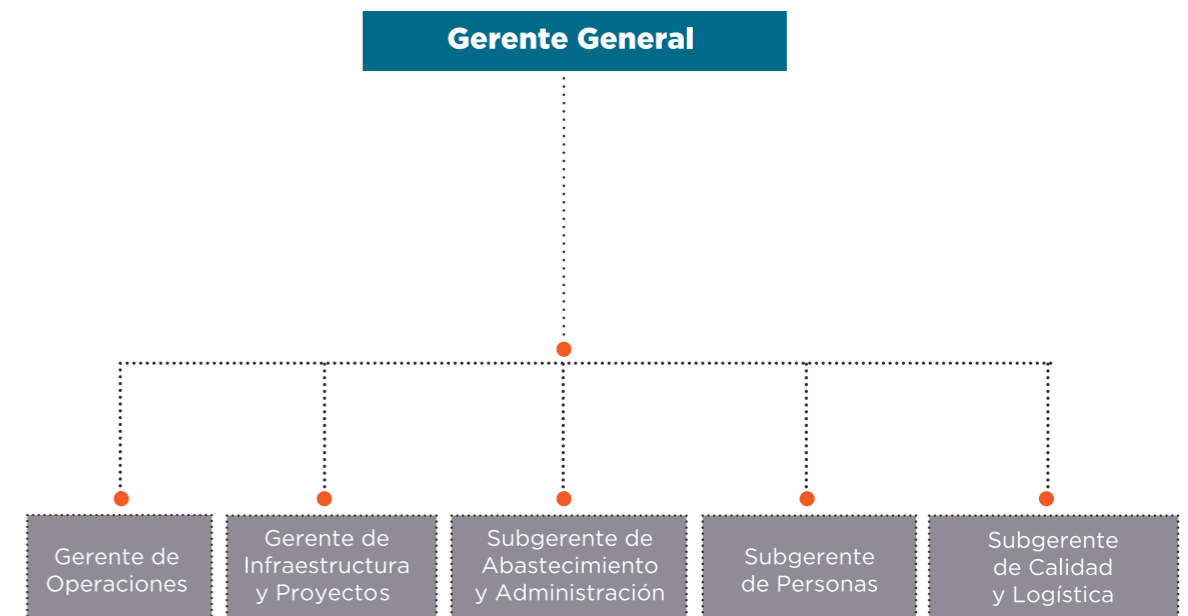 Gerente General
Gerente de
Operaciones
Gerente de
Infraestructura
y Proyectos
Subgerente de
Abastecimiento
y Administración
Subgerente
de Personas
Subgerente
de Calidad
y Logística